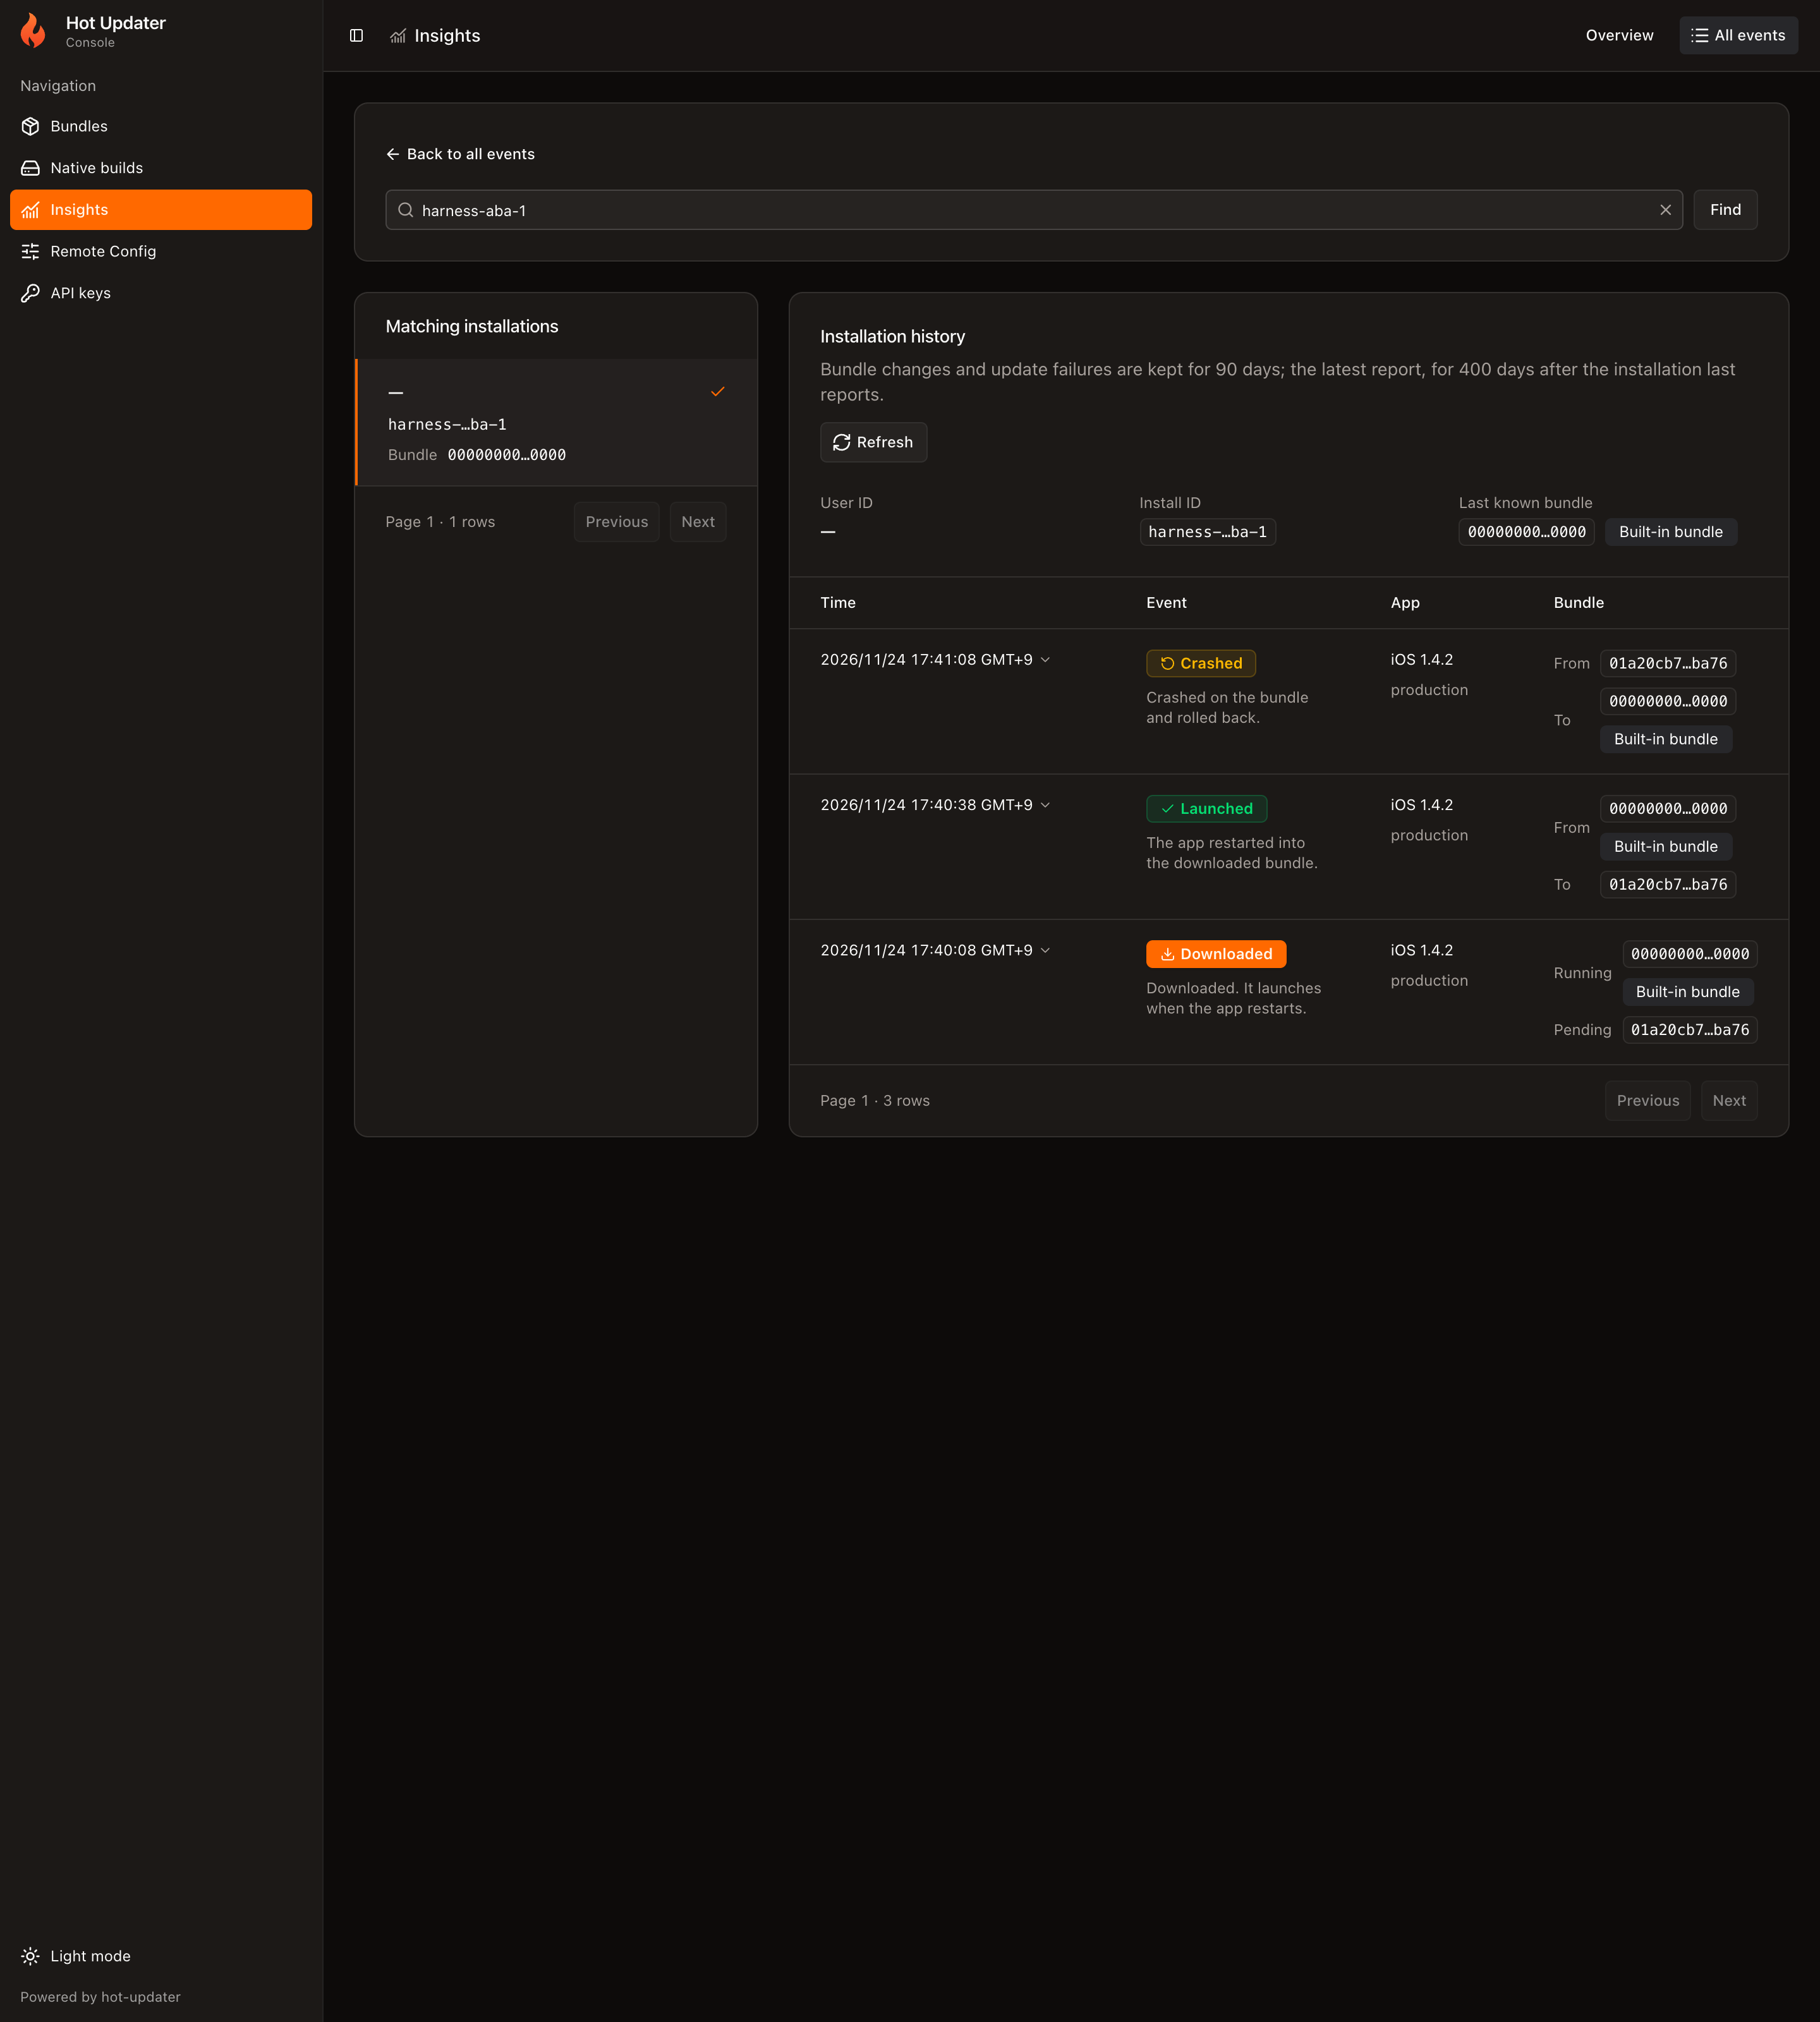 Hot Updater
Console
Navigation
Bundles
Native builds
Insights
Remote Config
API keys
Light mode
Powered by hot-updater
Insights
Overview
All events
Back to all events
harness-aba-1
Find
Matching installations
—
harness-…ba-1
Bundle 00000000…0000
Page 1 · 1 rows
Previous
Next
Installation history
Bundle changes and update failures are kept for 90 days; the latest report, for 400 days after the installation last
reports.
Refresh
User ID
—
Install ID
harness-…ba-1
Last known bundle
00000000…0000
Built-in bundle
Time Event App Bundle
2026/11/24 17:41:08 GMT+9
Crashed
Crashed on the bundle
and rolled back.
iOS 1.4.2
production
From 01a20cb7…ba76
To 00000000…0000
Built-in bundle
2026/11/24 17:40:38 GMT+9
Launched
The app restarted into
the downloaded bundle.
iOS 1.4.2
production
From 00000000…0000
Built-in bundle
To 01a20cb7…ba76
2026/11/24 17:40:08 GMT+9
Downloaded
Downloaded. It launches
when the app restarts.
iOS 1.4.2
production
Running 00000000…0000
Built-in bundle
Pending 01a20cb7…ba76
Page 1 · 3 rows
Previous
Next